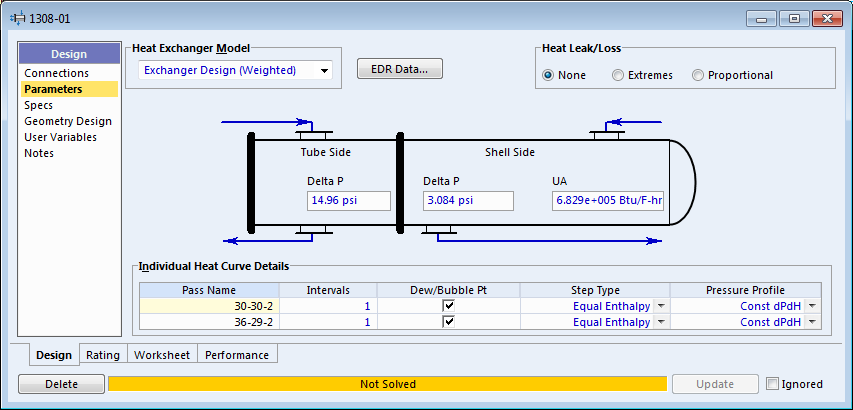 1308-01
Design
Connections
Parameters
Specs
Geometry Design
User Variables
Notes
Heat Exchanger Model
Exchanger Design (Weighted)
EDR Data...
Heat Leak/Loss
None Extremes Proportional
Tube Side Shell Side
Delta P Delta P UA
14.96 psi 3.084 psi 6.829e+005 Btu/F-hr
Individual Heat Curve Details
Pass Name Intervals Dew/Bubble Pt Step Type Pressure Profile
30-30-2 1 Equal Enthalpy Const dPdH
36-29-2 1 Equal Enthalpy Const dPdH
Design Rating Worksheet Performance
Delete Not Solved Update Ignored